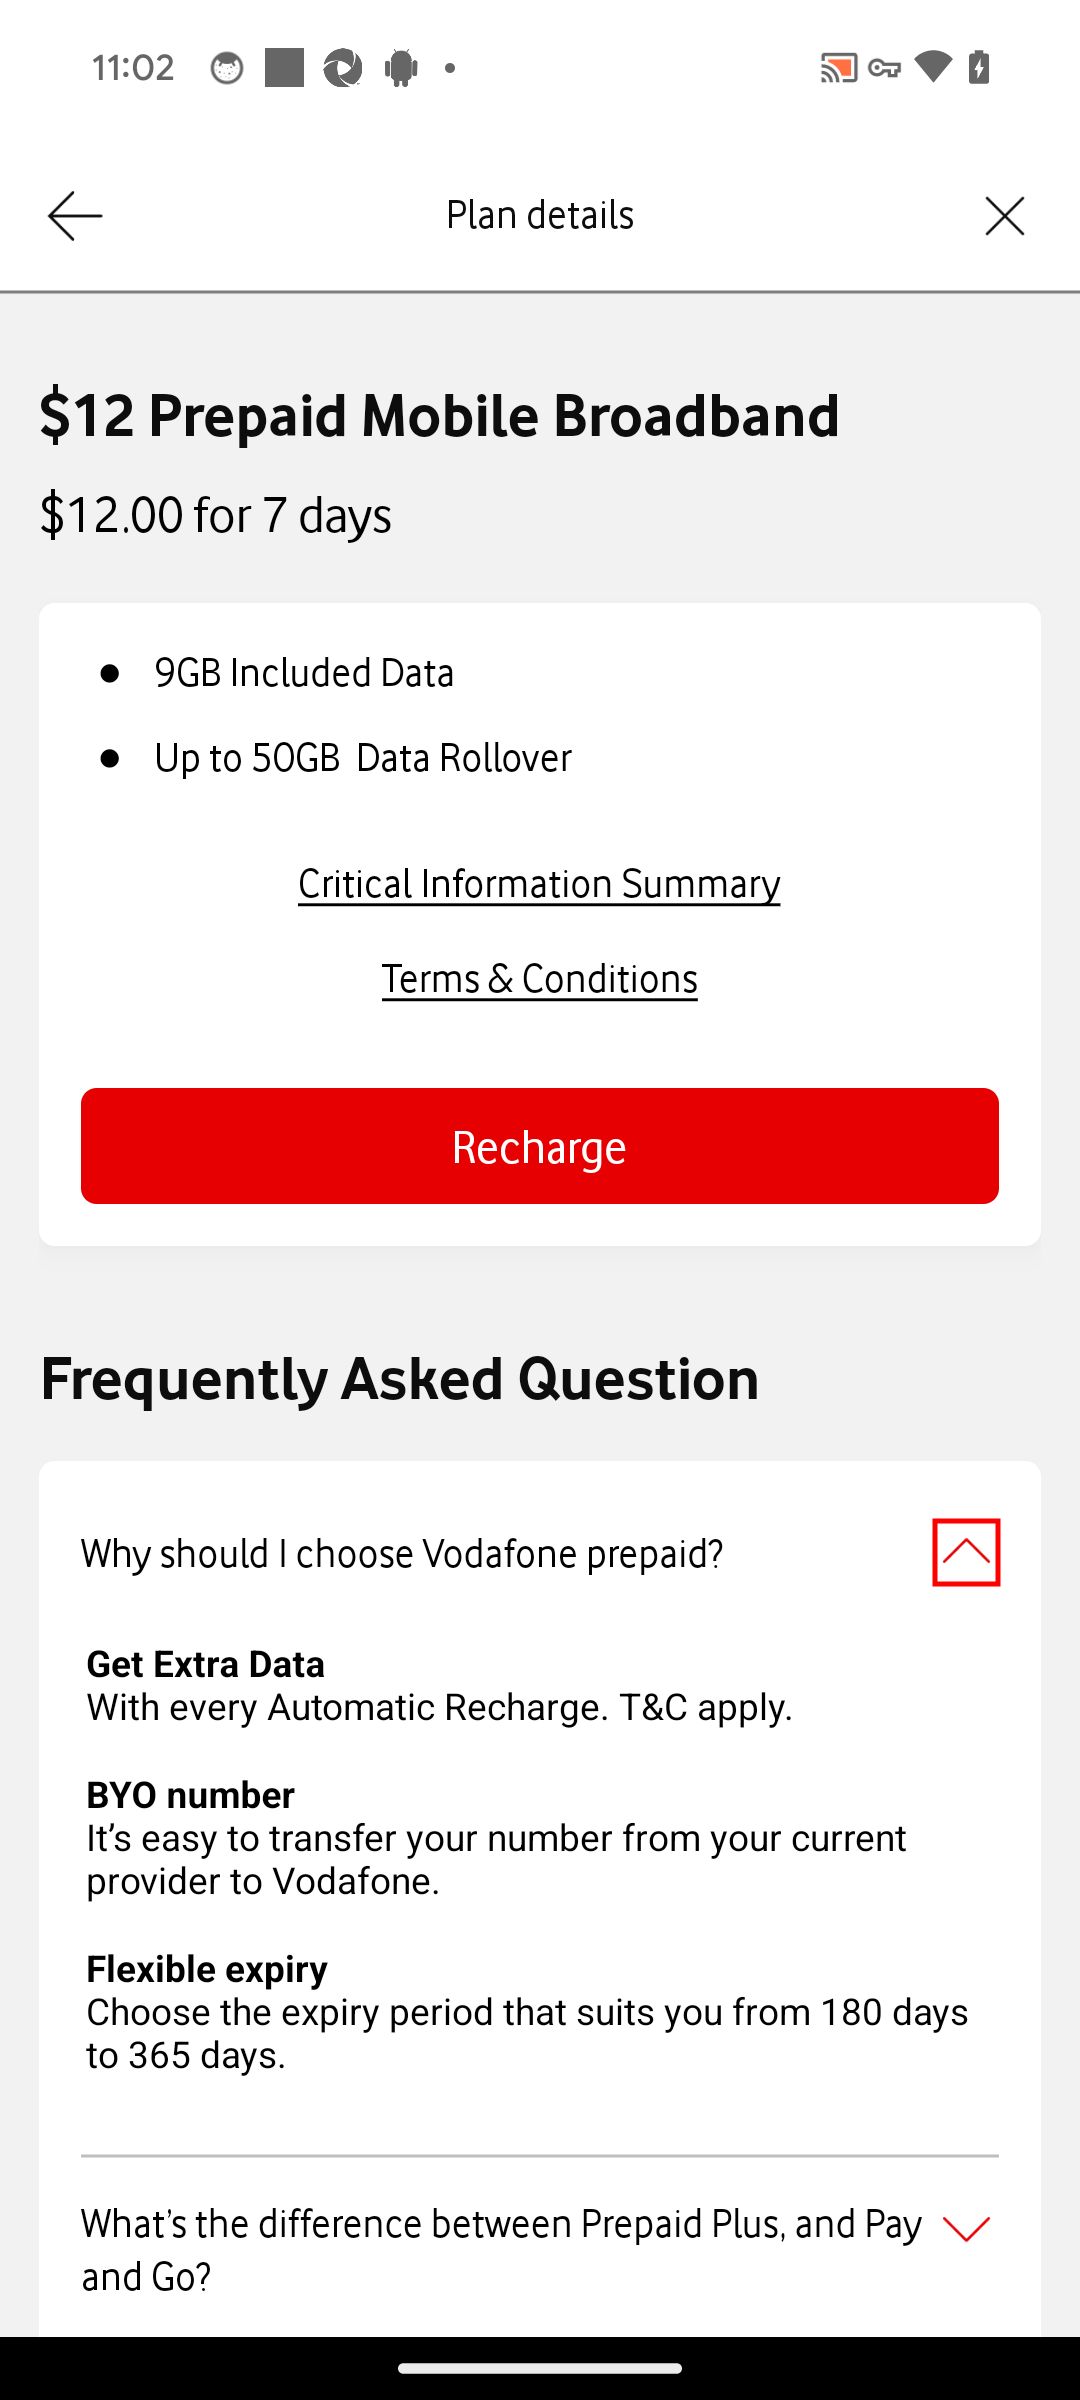 11:02
Plan details
$12 Prepaid Mobile Broadband
$12.00 for 7 days
● 9GB Included Data
● Up to 50GB  Data Rollover
Critical Information Summary
Terms & Conditions
Recharge
Frequently Asked Question
Why should I choose Vodafone prepaid?
Get Extra Data
With every Automatic Recharge. T&C apply.
BYO number
It’s easy to transfer your number from your current
provider to Vodafone.
Flexible expiry
Choose the expiry period that suits you from 180 days
to 365 days.
What’s the difference between Prepaid Plus, and Pay
and Go?